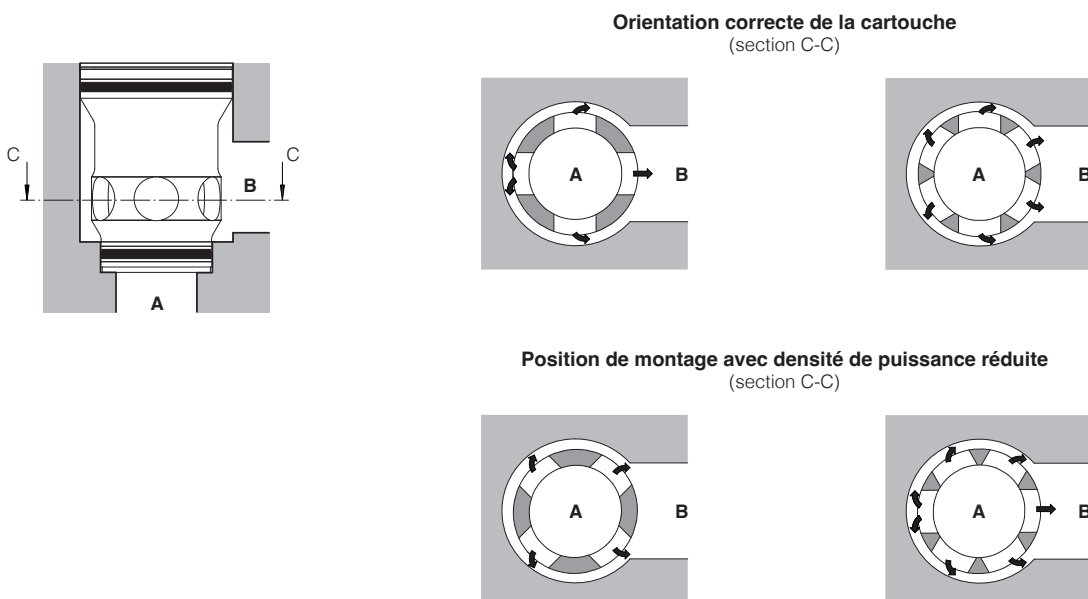 Orientation correcte de la cartouche
(section C-C)
C
C
B
A
A
B
A
B
Position de montage avec densité de puissance réduite
(section C-C)
A
B
A
B